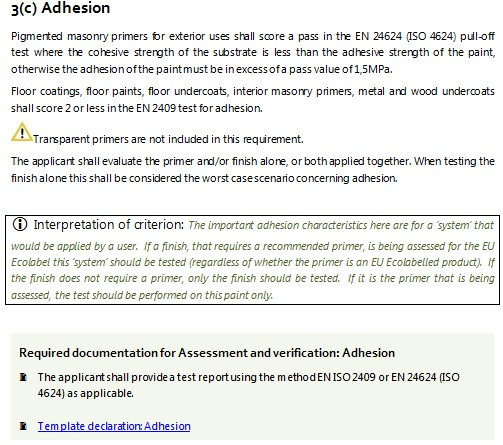 3(c) Adhesion
Pigmented masonry primers for exterior uses shall score a pass in the EN 24624 (ISO 4624) pull-off
test where the cohesive strength of the substrate is less than the adhesive strength of the paint,
otherwise the adhesion of the paint must be in excess of a pass value of 1,5MPa.
Floor coatings, floor paints, floor undercoats, interior masonry primers, metal and wood undercoats
shall score 2 or less in the EN 2409 test for adhesion.
Transparent primers are not included in this requirement.
The applicant shall evaluate the primer and/or finish alone, or both applied together. When testing the
finish alone this shall be considered the worst case scenario concerning adhesion.
Interpretation of criterion: The important adhesion characteristics here are for a 'system' that
would be applied by a user. If a finish, that requires a recommended primer, is being assessed for the EU
Ecolabel this 'system' should be tested (regardless of whether the primer is an EU Ecolabelled product). If
the finish does not require a primer, only the finish should be tested. If it is the primer that is being
assessed, the test should be performed on this paint only.
Required documentation for Assessment and verification: Adhesion
The applicant shall provide a test report using the method EN ISO 2409 or EN 24624 (ISO
4624) as applicable.
Template declaration: Adhesion